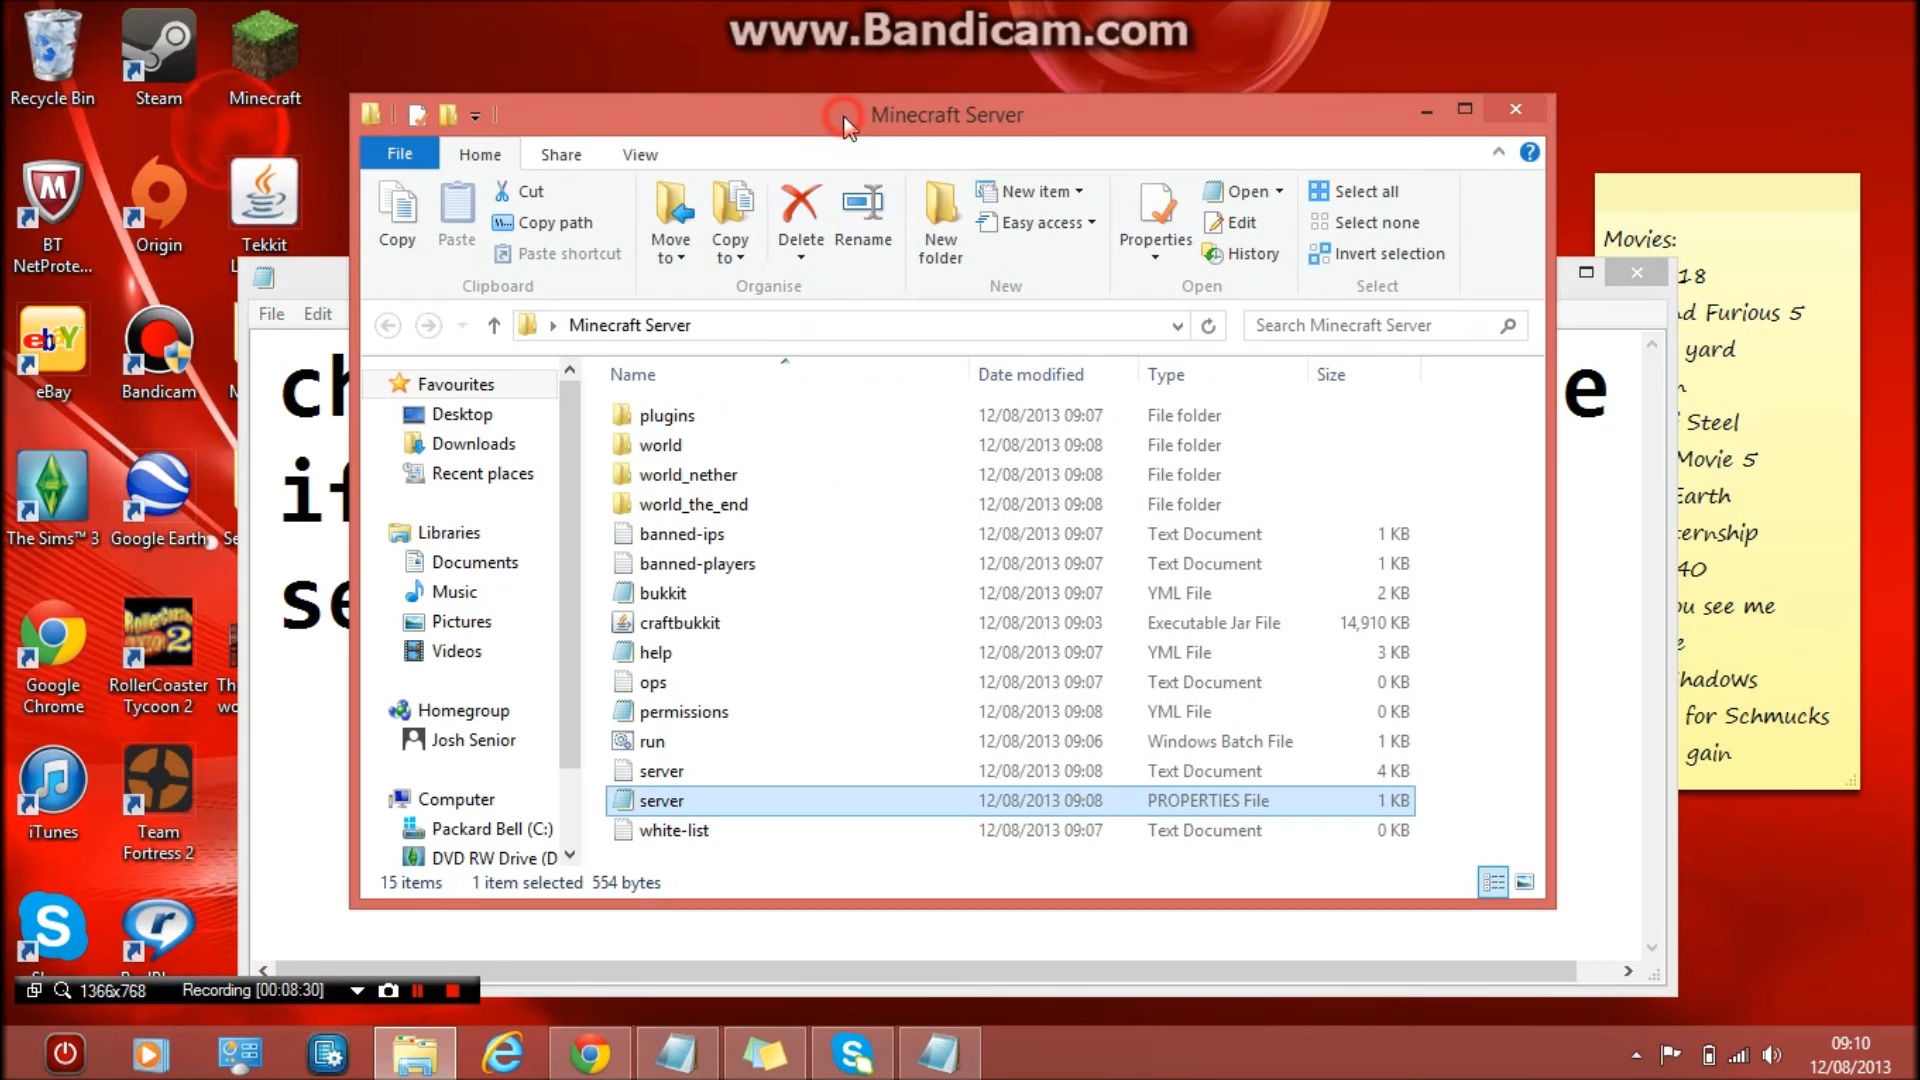 www.Bandicam.com
Recycle Bin
Steam
Minecraft
BT NetProte...
Origin
Tekkit
eBay
Bandicam
The Sims™ 3
Google Earth
Google Chrome
RollerCoaster Tycoon 2
iTunes
Team Fortress 2
Minecraft Server
File
Home
Share
View
Copy
Paste
Cut
Copy path
Paste shortcut
Clipboard
Move to
Copy to
Delete
Rename
Organise
New folder
New item
Easy access
New
Properties
Open
Edit
History
Open
Select all
Select none
Invert selection
Select
Minecraft Server
Search Minecraft Server
Favourites
Desktop
Downloads
Recent places
Libraries
Documents
Music
Pictures
Videos
Homegroup
Josh Senior
Computer
Packard Bell (C:)
DVD RW Drive (D
Name Date modified Type Size
plugins 12/08/2013 09:07 File folder
world 12/08/2013 09:08 File folder
world_nether 12/08/2013 09:08 File folder
world_the_end 12/08/2013 09:08 File folder
banned-ips 12/08/2013 09:07 Text Document 1 KB
banned-players 12/08/2013 09:07 Text Document 1 KB
bukkit 12/08/2013 09:07 YML File 2 KB
craftbukkit 12/08/2013 09:03 Executable Jar File 14,910 KB
help 12/08/2013 09:07 YML File 3 KB
ops 12/08/2013 09:07 Text Document 0 KB
permissions 12/08/2013 09:08 YML File 0 KB
run 12/08/2013 09:06 Windows Batch File 1 KB
server 12/08/2013 09:08 Text Document 4 KB
server 12/08/2013 09:08 PROPERTIES File 1 KB
white-list 12/08/2013 09:07 Text Document 0 KB
15 items 1 item selected 554 bytes
File Edit
e
if
Movies:
18
d Furious 5
yard
Steel
Movie 5
Earth
ternship
40
ou see me
e
hadows
for Schmucks
gain
1366x768 Recording [00:08:30]
09:10
12/08/2013